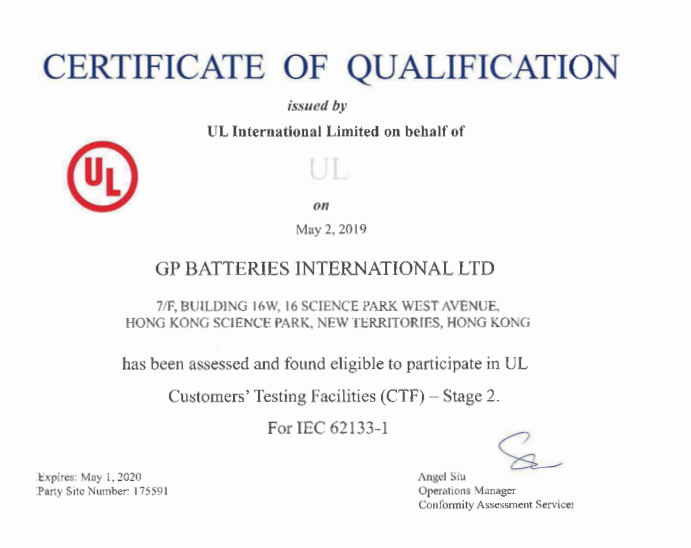 CERTIFICATE OF QUALIFICATION
issued by
UL International Limited on behalf of
UL
UL
on
May 2, 2019
GP BATTERIES INTERNATIONAL LTD
7/F, BUILDING 16W, 16 SCIENCE PARK WEST AVENUE,
HONG KONG SCIENCE PARK, NEW TERRITORIES, HONG KONG
has been assessed and found eligible to participate in UL
Customers' Testing Facilities (CTF) – Stage 2.
For IEC 62133-1
Expires: May 1, 2020
Party Site Number: 175591
Angel Siu
Operations Manager
Conformity Assessment Services